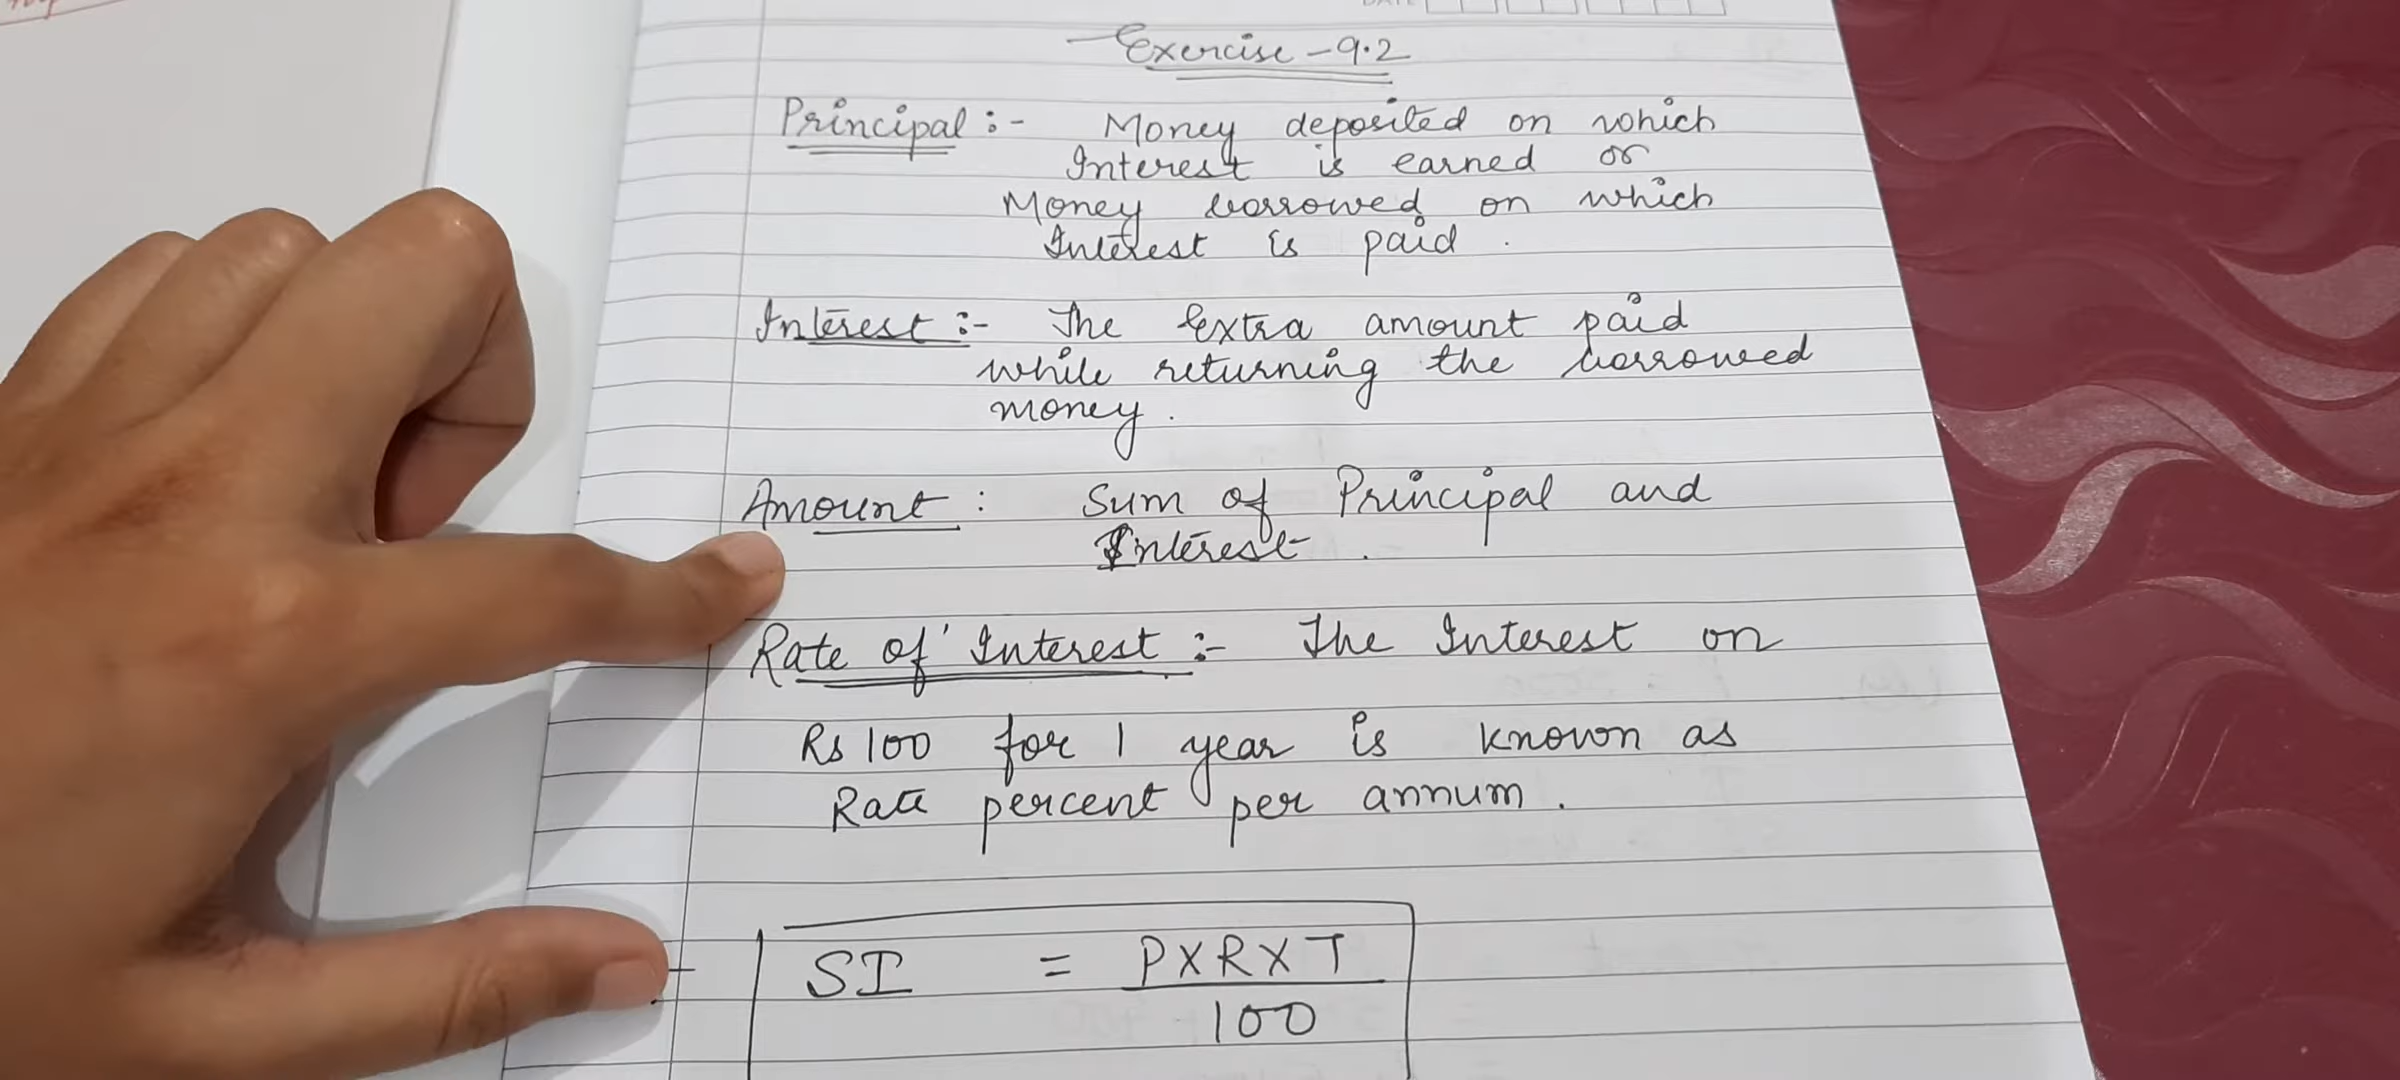 DATE
Exercise - 9.2
Principal :- Money deposited on which
Interest is earned or
Money borrowed on which
Interest is paid .
Interest :- The extra amount paid
while returning the borrowed
money .
Amount : Sum of Principal and
Interest .
Rate of Interest :- The Interest on
Rs 100 for 1 year is known as
Rate percent per annum .
SI = P X R X T
100